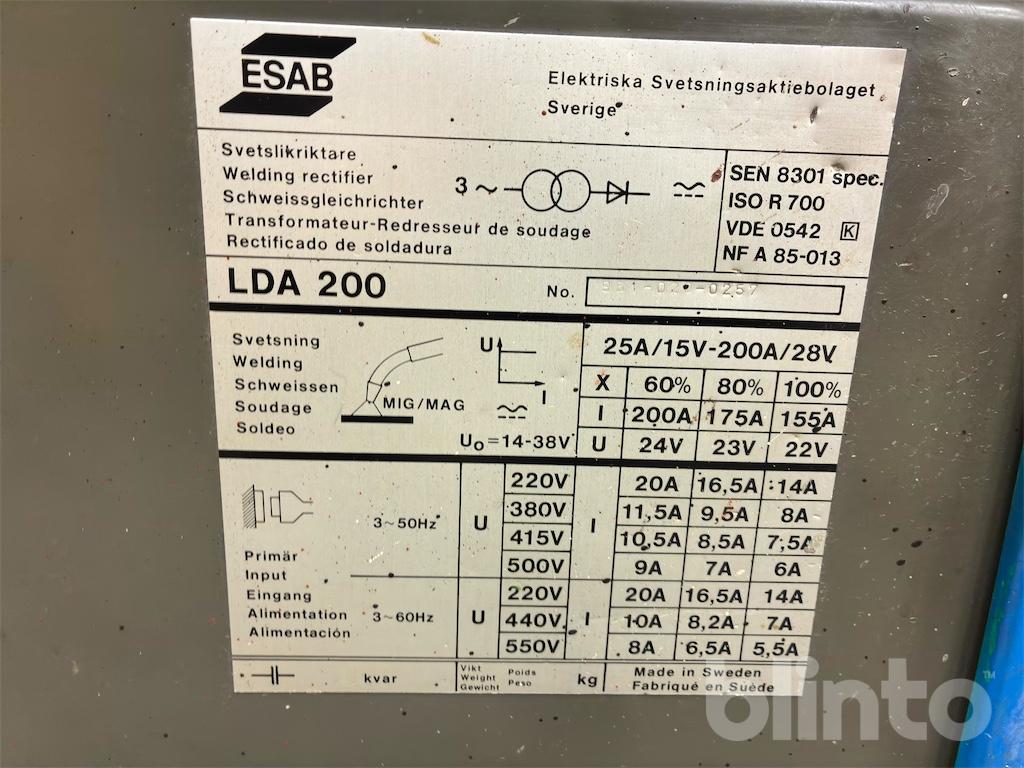 ESAB
Elektriska Svetsningsaktiebolaget
Sverige
Svetslikriktare
Welding rectifier
Schweissgleichrichter
Transformateur-Redresseur de soudage
Rectificado de soldadura
3~
SEN 8301 spec.
ISO R 700
VDE 0542 K
NF A 85-013
LDA 200
No.
Svetsning
Welding
Schweissen
Soudage
Soldeo
MIG/MAG
U
I
U₀=14-38V
25A/15V-200A/28V
X 60% 80% 100%
I 200A 175A 155A
U 24V 23V 22V
Primär
Input
Eingang
Alimentation
Alimentación
3~50Hz
U
I
220V 20A 16,5A 14A
380V 11,5A 9,5A 8A
415V 10,5A 8,5A 7,5A
500V 9A 7A 6A
3~60Hz
U
I
220V 20A 16,5A 14A
440V 10A 8,2A 7A
550V 8A 6,5A 5,5A
kvar
Vikt Poids
Weight Peso
Gewicht
kg
Made in Sweden
Fabriqué en Suède
blinto™